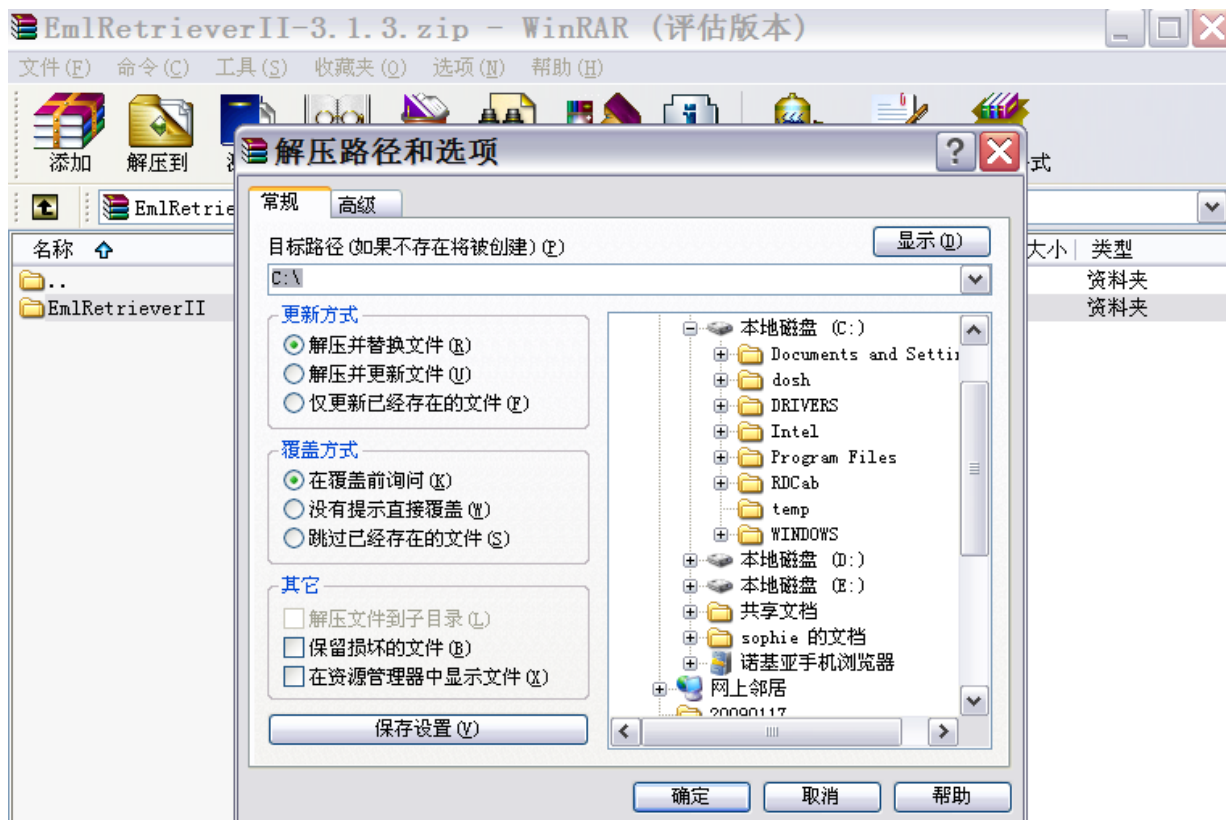 EmlRetrieverII-3.1.3.zip - WinRAR (评估版本)
文件(F) 命令(C) 工具(S) 收藏夹(O) 选项(N) 帮助(H)
添加 解压到
解压路径和选项
EmlRetrie
常规 高级
目标路径(如果不存在将被创建)(P) 显示(D)
C:\
名称 大小 类型
.. 资料夹
EmlRetrieverII 资料夹
更新方式
解压并替换文件(R)
解压并更新文件(U)
仅更新已经存在的文件(F)
覆盖方式
在覆盖前询问(K)
没有提示直接覆盖(W)
跳过已经存在的文件(S)
其它
解压文件到子目录(L)
保留损坏的文件(B)
在资源管理器中显示文件(X)
保存设置(V)
本地磁盘 (C:)
Documents and Settin
dosh
DRIVERS
Intel
Program Files
RDCab
temp
WINDOWS
本地磁盘 (D:)
本地磁盘 (E:)
共享文档
sophie 的文档
诺基亚手机浏览器
网上邻居
20090117
确定 取消 帮助